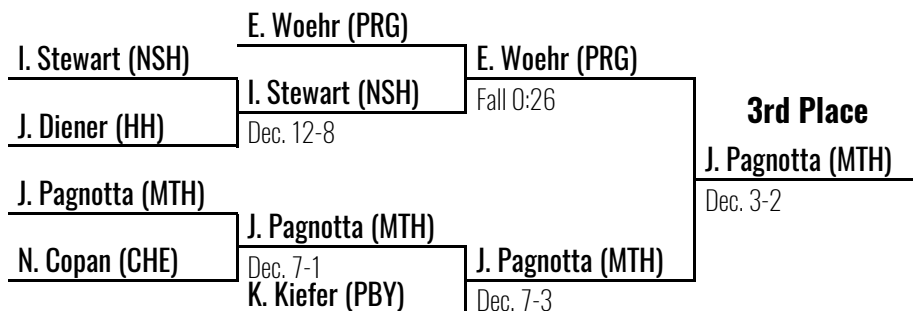 E. Woehr (PRG)
I. Stewart (NSH)
E. Woehr (PRG)
I. Stewart (NSH)
Fall 0:26
3rd Place
J. Diener (HH)
Dec. 12-8
J. Pagnotta (MTH)
J. Pagnotta (MTH)
Dec. 3-2
J. Pagnotta (MTH)
N. Copan (CHE)
Dec. 7-1
J. Pagnotta (MTH)
K. Kiefer (PBY)
Dec. 7-3